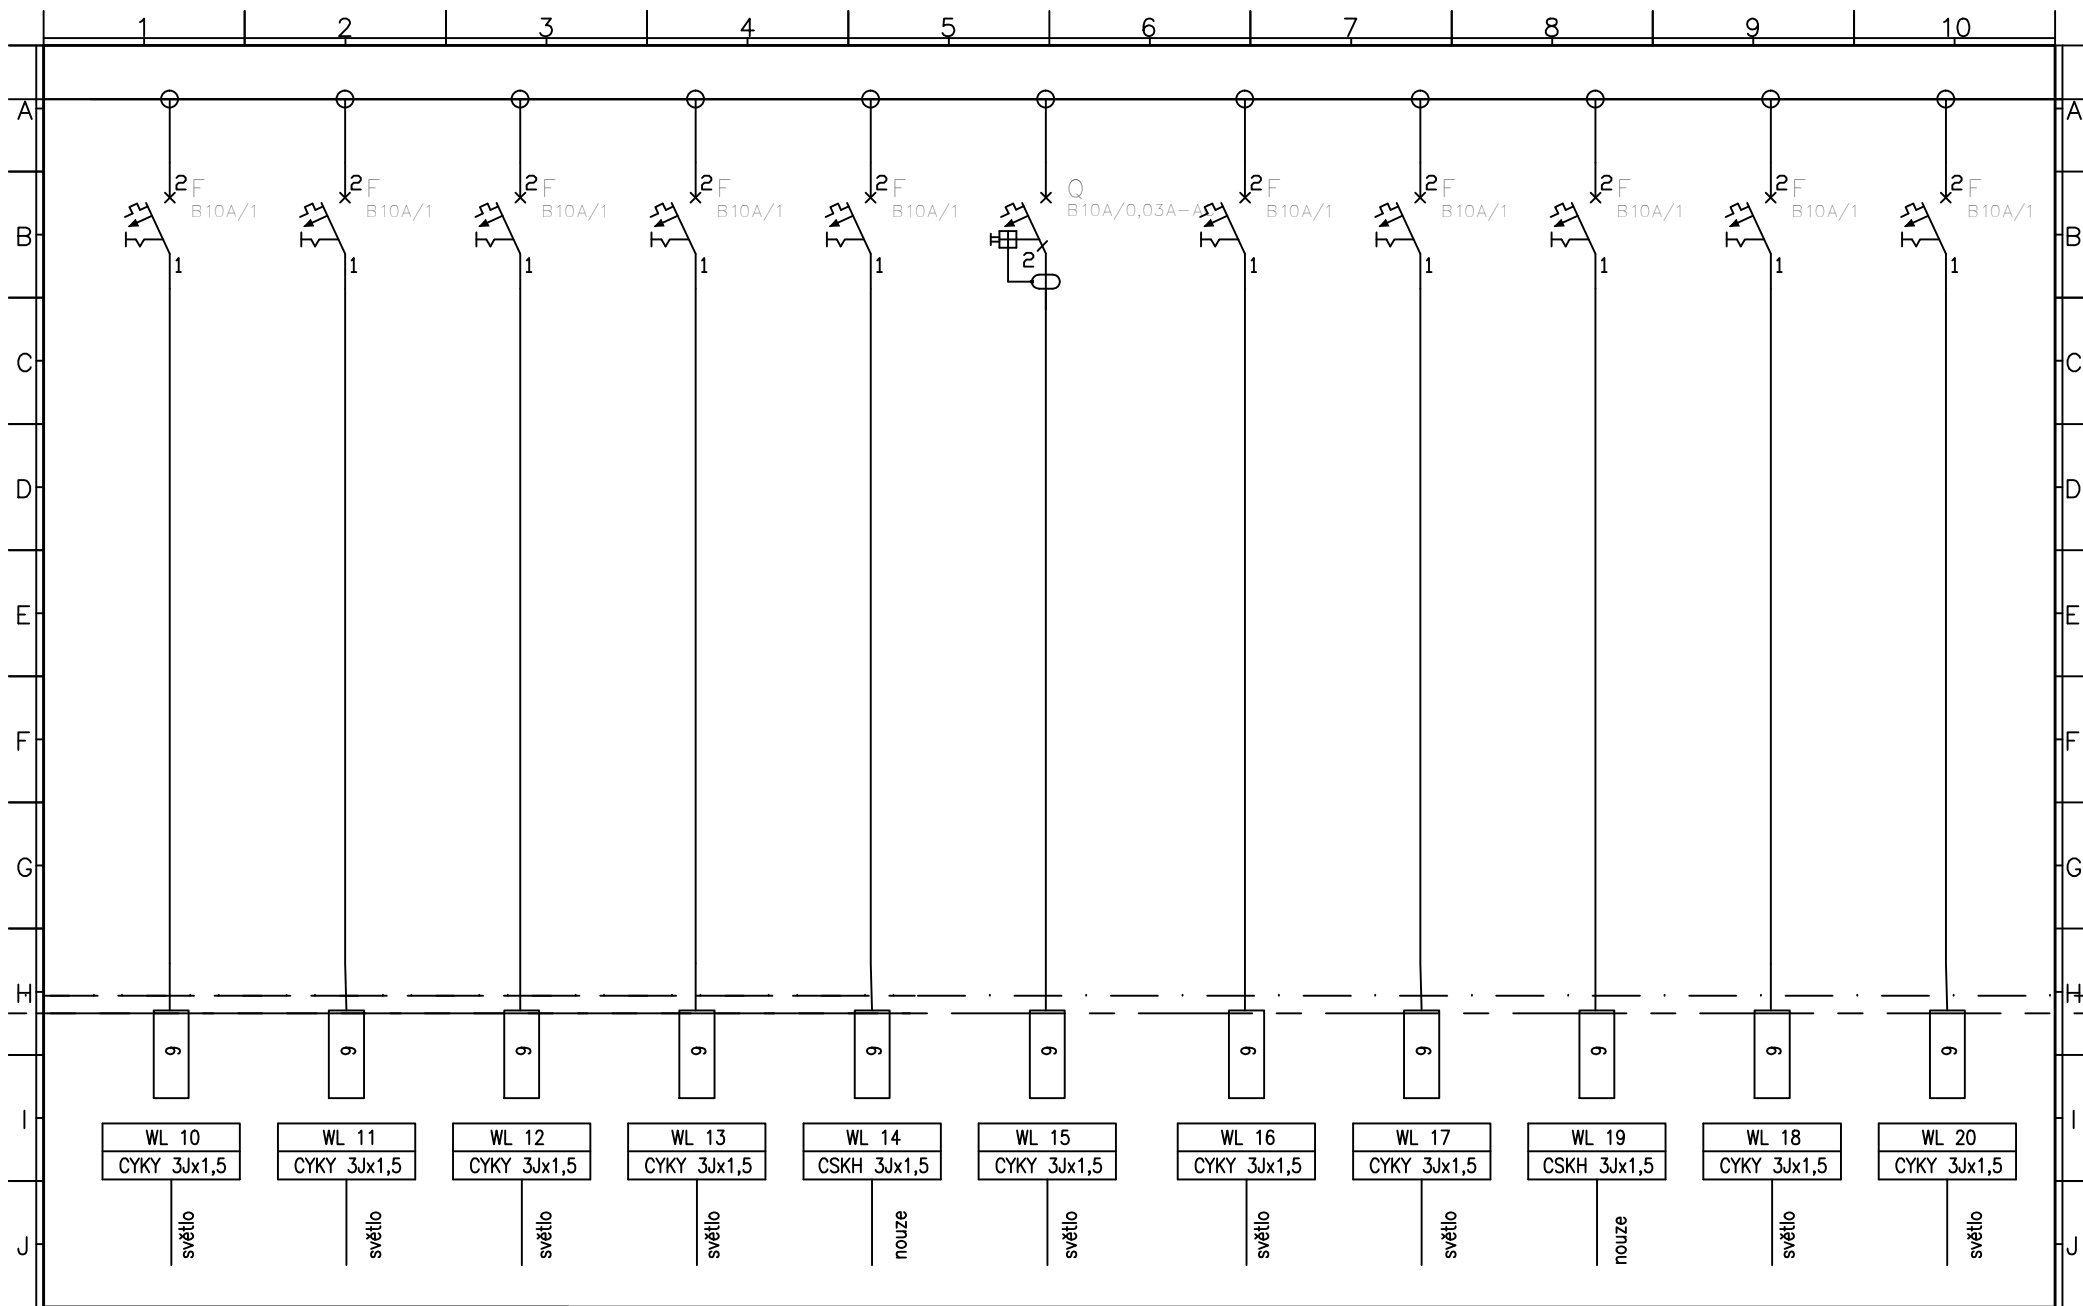 1 2 3 4 5 6 7 8 9 10
A A
2 F 2 F 2 F 2 F 2 F Q 2 F 2 F 2 F 2 F 2 F
B10A/1 B10A/1 B10A/1 B10A/1 B10A/1 B10A/0,03A-AC B10A/1 B10A/1 B10A/1 B10A/1 B10A/1
B B
1 1 1 1 1 2 1 1 1 1 1
C C
D D
E E
F F
G G
H H
9 9 9 9 9 9 9 9 9 9 9
I I
WL 10 WL 11 WL 12 WL 13 WL 14 WL 15 WL 16 WL 17 WL 19 WL 18 WL 20
CYKY 3Jx1,5 CYKY 3Jx1,5 CYKY 3Jx1,5 CYKY 3Jx1,5 CSKH 3Jx1,5 CYKY 3Jx1,5 CYKY 3Jx1,5 CYKY 3Jx1,5 CSKH 3Jx1,5 CYKY 3Jx1,5 CYKY 3Jx1,5
světlo světlo světlo světlo nouze světlo světlo světlo nouze světlo světlo
J J